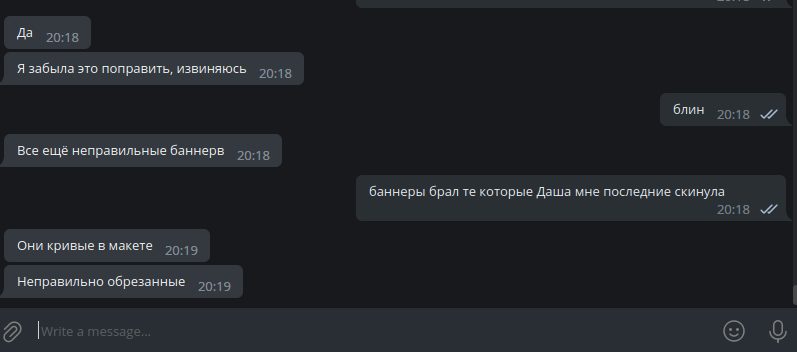 Да 20:18
Я забыла это поправить, извиняюсь 20:18
блин 20:18
Все ещё неправильные баннерв 20:18
баннеры брал те которые Даша мне последние скинула
20:18
Они кривые в макете 20:19
Неправильно обрезанные 20:19
Write a message...